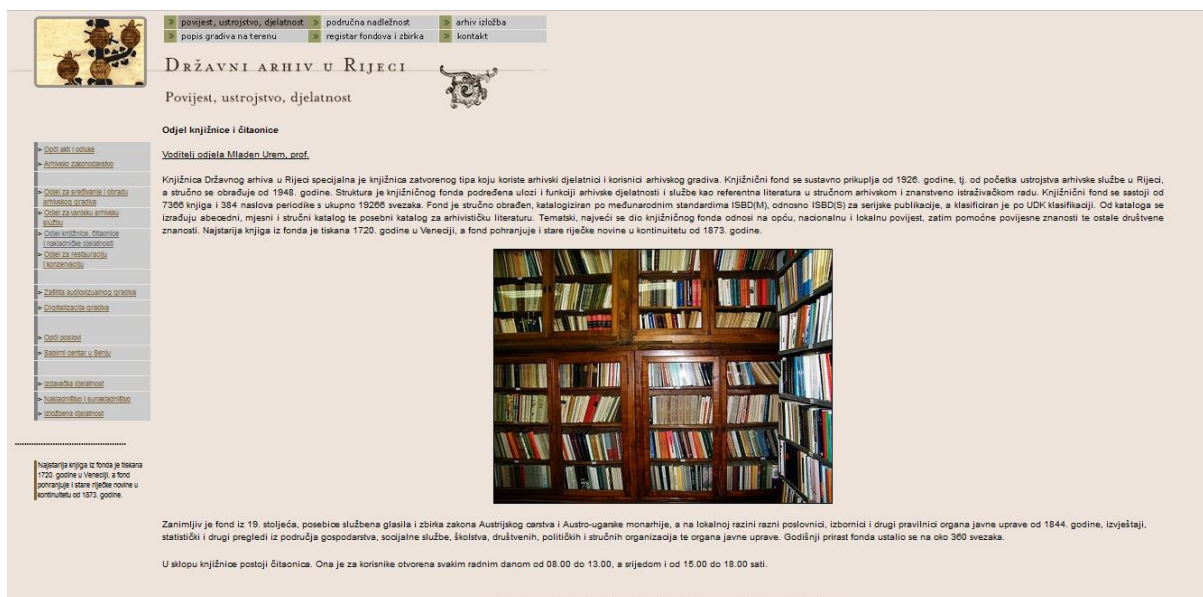 » povijest, ustrojstvo, djelatnost » područna nadležnost » arhiv izložba
» popis gradiva na terenu » registar fondova i zbirka » kontakt
Državni arhiv u Rijeci
Povijest, ustrojstvo, djelatnost
Odjel knjižnice i čitaonice
Voditelj odjela Mladen Urem, prof.
Knjižnica Državnog arhiva u Rijeci specijalna je knjižnica zatvorenog tipa koju koriste arhivski djelatnici i korisnici arhivskog gradiva. Knjižnični fond se sustavno prikuplja od 1926. godine, tj. od početka ustrojstva arhivske službe u Rijeci,
a stručno se obrađuje od 1948. godine. Struktura je knjižničnog fonda podređena ulozi i funkciji arhivske djelatnosti i službe kao referentna literatura u stručnom arhivskom i znanstveno istraživačkom radu. Knjižnični fond se sastoji od
7366 knjiga i 384 naslova periodike s ukupno 19266 svezaka. Fond je stručno obrađen, katalogiziran po međunarodnim standardima ISBD(M), odnosno ISBD(S) za serijske publikacije, a klasificiran je po UDK klasifikaciji. Od kataloga se
izrađuju abecedni, mjesni i stručni katalog te posebni katalog za arhivističku literaturu. Tematski, najveći se dio knjižničnog fonda odnosi na opću, nacionalnu i lokalnu povijest, zatim pomoćne povijesne znanosti te ostale društvene
znanosti. Najstarija knjiga iz fonda je tiskana 1720. godine u Veneciji, a fond pohranjuje i stare riječke novine u kontinuitetu od 1873. godine.
> Opći akti i odluke
> Arhivsko zakonodavstvo
> Odjel za sređivanje i obradu
arhivskog gradiva
> Odjel za vanjsku arhivsku
službu
> Odjel knjižnice, čitaonice
i nakladničke djelatnosti
> Odjel za restauraciju
i konzervaciju
> Zaštita audiovizualnog gradiva
> Digitalizacija gradiva
> Opći poslovi
> Sabirni centar u Senju
> Izdavačka djelatnost
> Nakladništvo i sunakladništvo
> Izložbena djelatnost
Najstarija knjiga iz fonda je tiskana
1720. godine u Veneciji, a fond
pohranjuje i stare riječke novine u
kontinuitetu od 1873. godine.
Zanimljiv je fond iz 19. stoljeća, posebice službena glasila i zbirka zakona Austrijskog carstva i Austro-ugarske monarhije, a na lokalnoj razini razni poslovnici, izbornici i drugi pravilnici organa javne uprave od 1844. godine, izvještaji,
statistički i drugi pregledi iz područja gospodarstva, socijalne službe, školstva, društvenih, političkih i stručnih organizacija te organa javne uprave. Godišnji prirast fonda ustalio se na oko 360 svezaka.
U sklopu knjižnice postoji čitaonica. Ona je za korisnike otvorena svakim radnim danom od 08.00 do 13.00, a srijedom i od 15.00 do 18.00 sati.